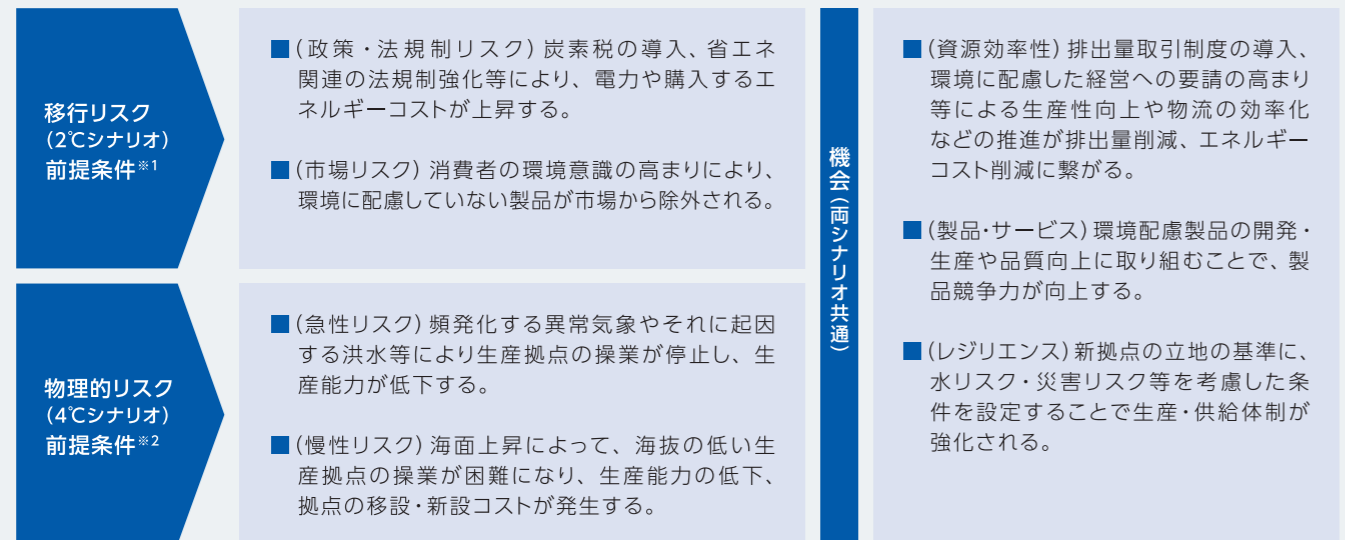 移行リスク
(2℃シナリオ)
前提条件※1
■(政策・法規制リスク)炭素税の導入、省エネ
関連の法規制強化等により、電力や購入するエ
ネルギーコストが上昇する。
■(市場リスク)消費者の環境意識の高まりにより、
環境に配慮していない製品が市場から除外される。
物理的リスク
(4℃シナリオ)
前提条件※2
■(急性リスク)頻発化する異常気象やそれに起因
する洪水等により生産拠点の操業が停止し、生
産能力が低下する。
■(慢性リスク)海面上昇によって、海抜の低い生
産拠点の操業が困難になり、生産能力の低下、
拠点の移設・新設コストが発生する。
機会(両シナリオ共通)
■(資源効率性)排出量取引制度の導入、
環境に配慮した経営への要請の高まり
等による生産性向上や物流の効率化
などの推進が排出量削減、エネルギー
コスト削減に繋がる。
■(製品・サービス)環境配慮製品の開発・
生産や品質向上に取り組むことで、製
品競争力が向上する。
■(レジリエンス)新拠点の立地の基準に、
水リスク・災害リスク等を考慮した条
件を設定することで生産・供給体制が
強化される。